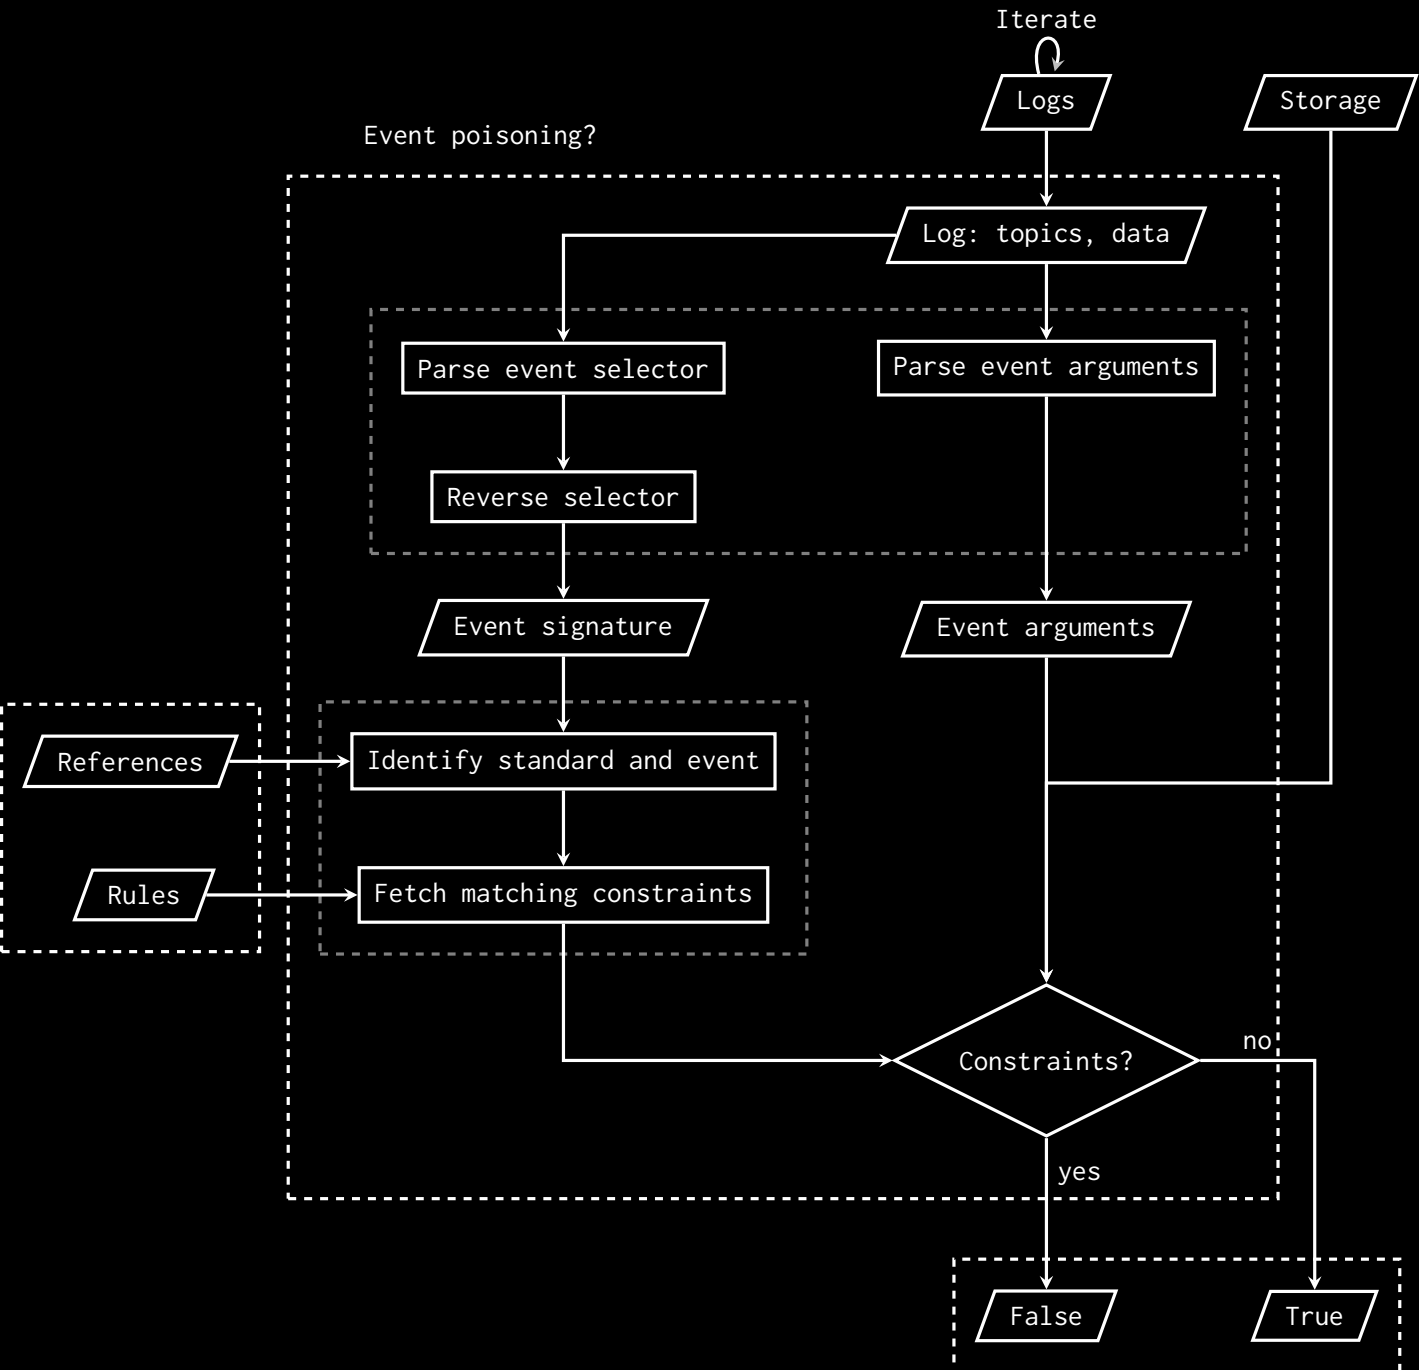 Iterate
Logs
Storage
Event poisoning?
Log: topics, data
Parse event selector
Parse event arguments
Reverse selector
Event signature
Event arguments
References
Identify standard and event
Rules
Fetch matching constraints
no
Constraints?
yes
False
True